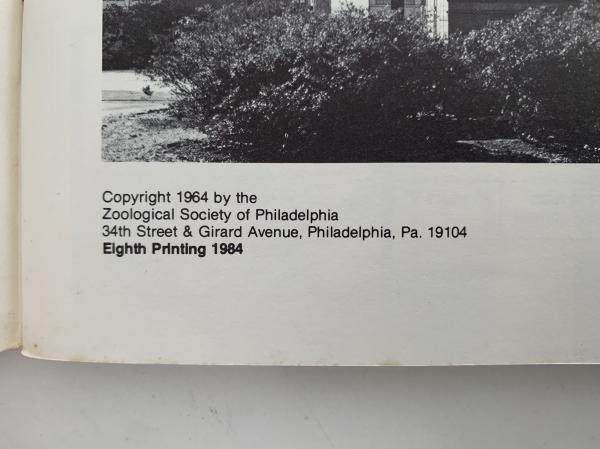 Copyright 1964 by the
Zoological Society of Philadelphia
34th Street & Girard Avenue, Philadelphia, Pa. 19104
Eighth Printing 1984